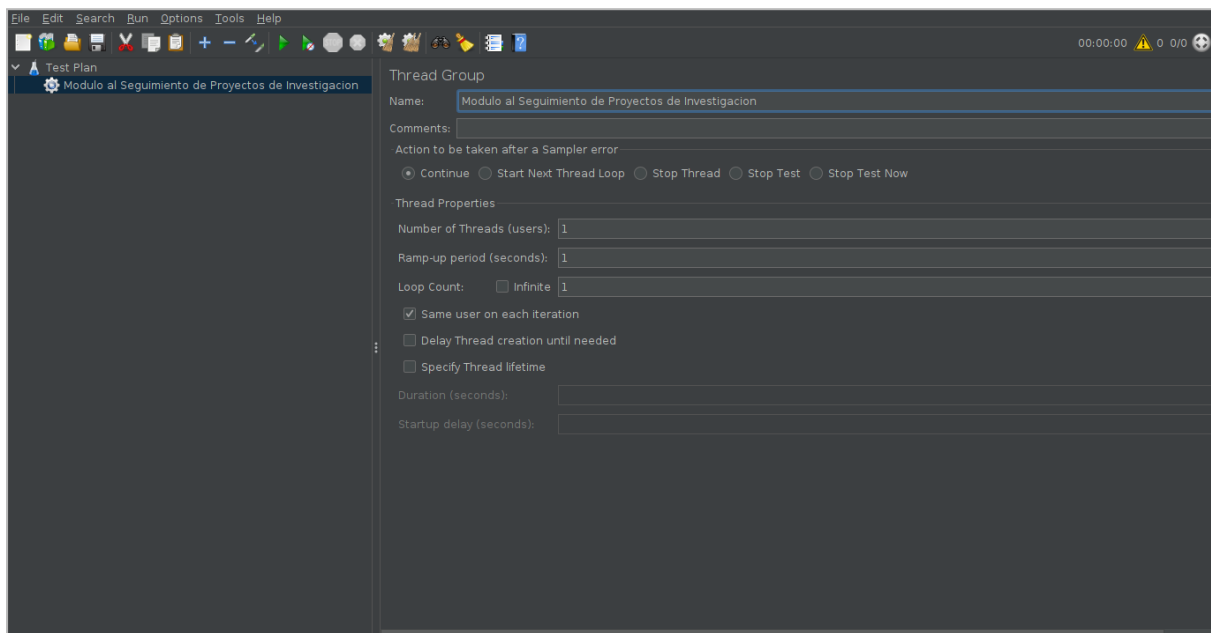 File Edit Search Run Options Tools Help
00:00:00 0 0/0
Test Plan
Modulo al Seguimiento de Proyectos de Investigacion
Thread Group
Name: Modulo al Seguimiento de Proyectos de Investigacion
Comments:
Action to be taken after a Sampler error
Continue Start Next Thread Loop Stop Thread Stop Test Stop Test Now
Thread Properties
Number of Threads (users): 1
Ramp-up period (seconds): 1
Loop Count: Infinite 1
Same user on each iteration
Delay Thread creation until needed
Specify Thread lifetime
Duration (seconds):
Startup delay (seconds):